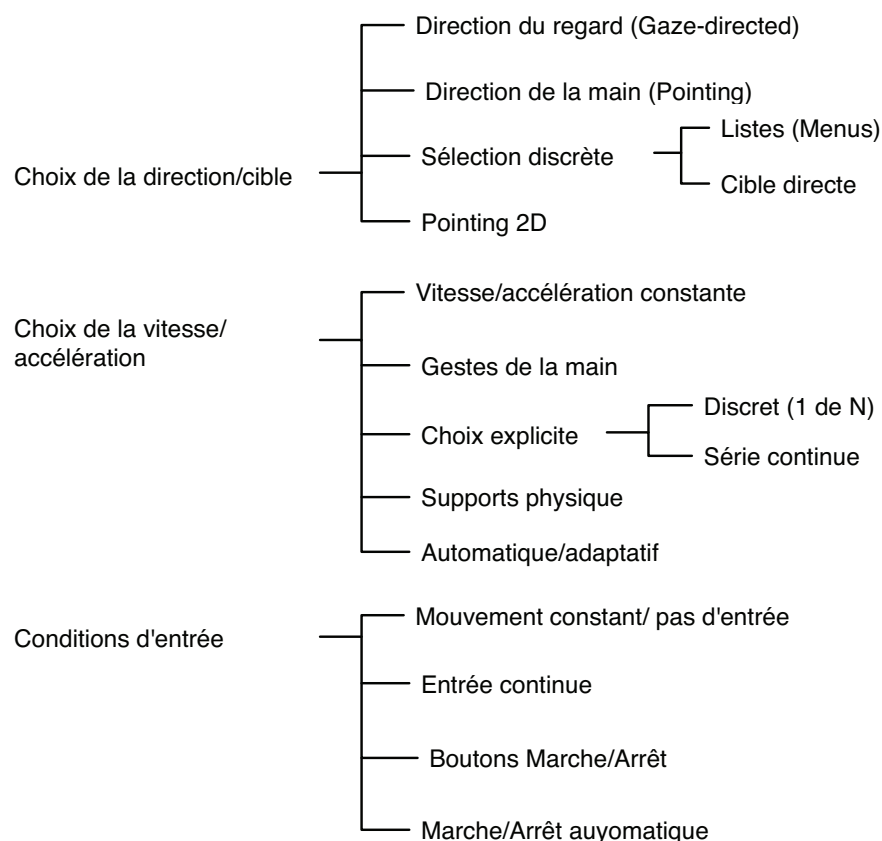 Direction du regard (Gaze-directed)
Direction de la main (Pointing)
Listes (Menus)
Sélection discrète
Choix de la direction/cible
Cible directe
Pointing 2D
Vitesse/accélération constante
Choix de la vitesse/
accélération
Gestes de la main
Discret (1 de N)
Choix explicite
Série continue
Supports physique
Automatique/adaptatif
Mouvement constant/ pas d'entrée
Conditions d'entrée
Entrée continue
Boutons Marche/Arrêt
Marche/Arrêt auyomatique